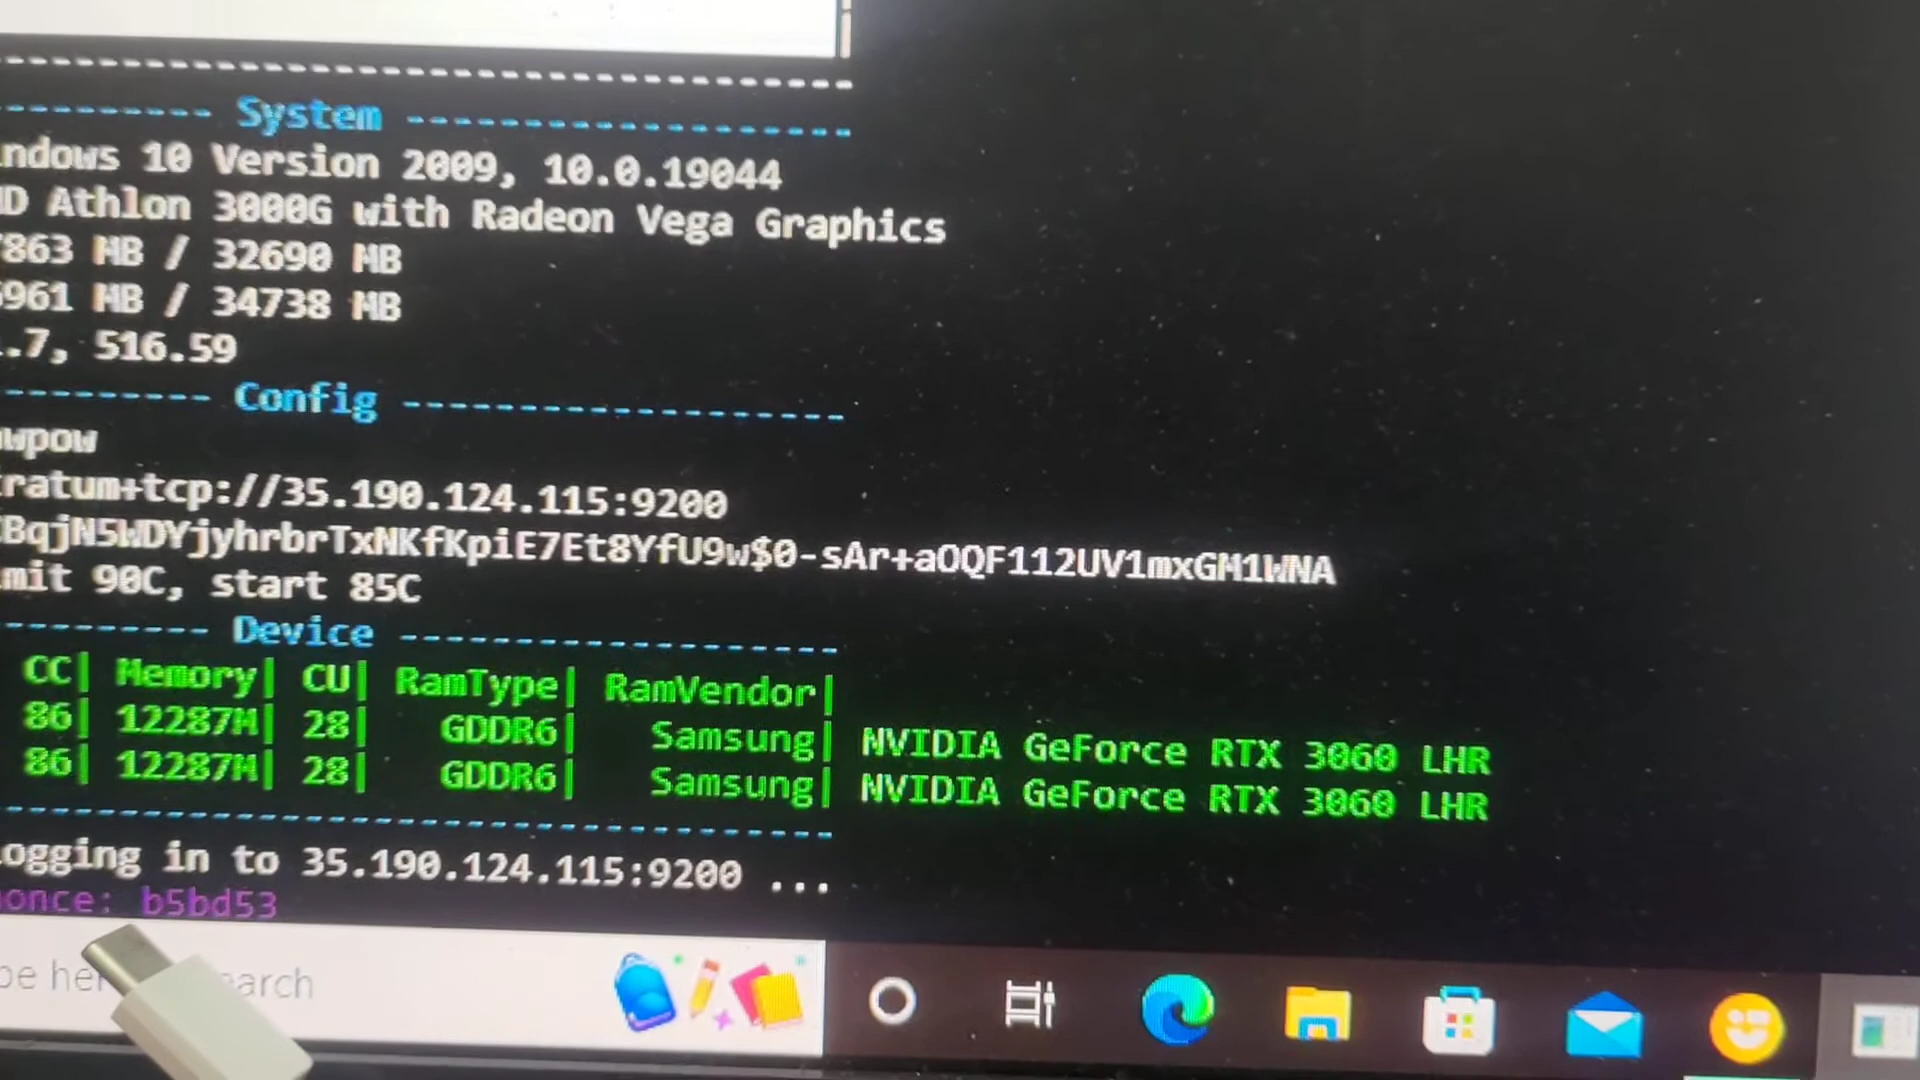 --------- System -------------------
ndows 10 Version 2009, 10.0.19044
D Athlon 3000G with Radeon Vega Graphics
863 MB / 32690 MB
961 MB / 34738 MB
.7, 516.59
--------- Config -------------------
wpow
ratum+tcp://35.190.124.115:9200
BqjN5WDYjyhrbrTxNKfKpiE7Et8YfU9w$0-sAr+aOQF112UV1mxGM1WNA
mit 90C, start 85C
--------- Device -------------------
CC| Memory| CU| RamType| RamVendor|
86| 12287M| 28| GDDR6| Samsung| NVIDIA GeForce RTX 3060 LHR
86| 12287M| 28| GDDR6| Samsung| NVIDIA GeForce RTX 3060 LHR
ogging in to 35.190.124.115:9200 ...
once: b5bd53
pe her arch